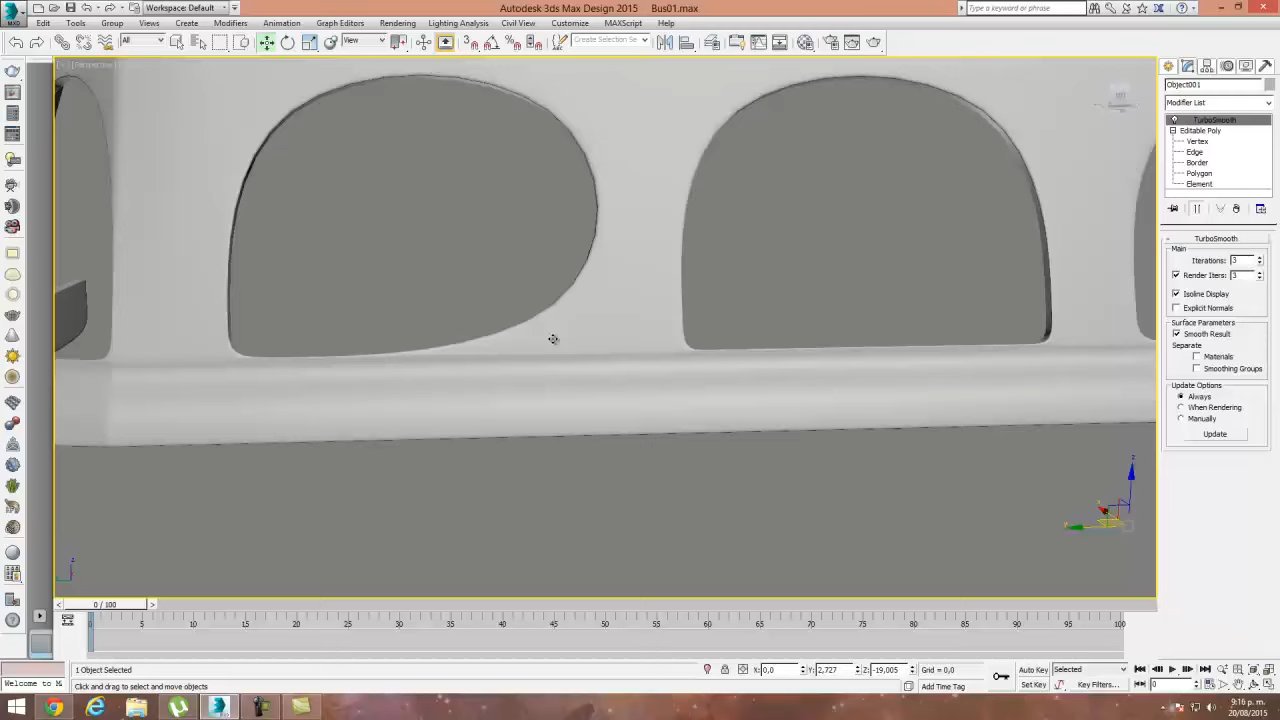 Autodesk 3ds Max Design 2015 Bus01.max
Workspace: Default
Type a keyword or phrase
Edit Tools Group Views Create Modifiers Animation Graph Editors Rendering Lighting Analysis Civil View Customize MAXScript Help
All
View
Create Selection Se
Object001
Modifier List
TurboSmooth
Editable Poly
Vertex
Edge
Border
Polygon
Element
TurboSmooth
Main
Iterations: 3
Render Iters: 3
Isoline Display
Explicit Normals
Surface Parameters
Smooth Result
Separate
Materials
Smoothing Groups
Update Options
Always
When Rendering
Manually
Update
z
z
0 / 100
0 5 10 15 20 25 30 35 40 45 50 55 60 65 70 75 80 85 90 95 100
1 Object Selected
X: 0,0 Y: 2,727 Z: -19,005 Grid = 0,0
Auto Key Selected
Welcome to M
Click and drag to select and move objects
Add Time Tag
Set Key Key Filters... 0
9:16 p. m.
20/08/2015